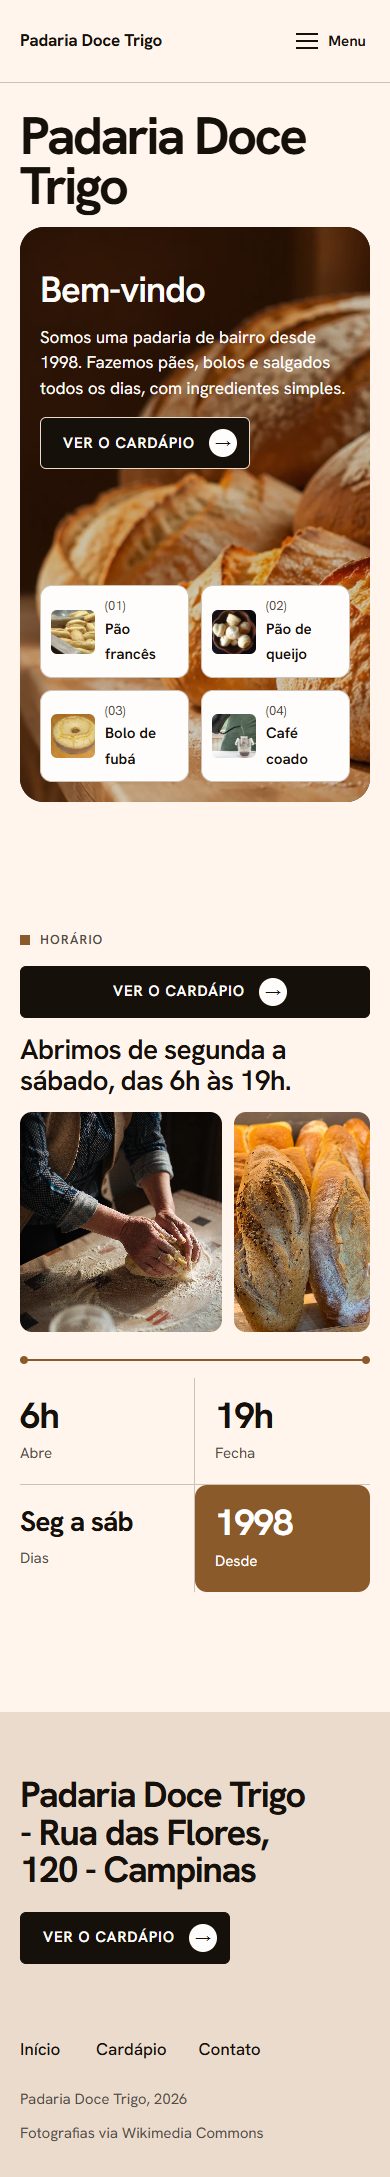 Padaria Doce Trigo
Menu
Padaria Doce
Trigo
Bem-vindo
Somos uma padaria de bairro desde
1998. Fazemos pães, bolos e salgados
todos os dias, com ingredientes simples.
VER O CARDÁPIO →
(01)
Pão
francês
(02)
Pão de
queijo
(03)
Bolo de
fubá
(04)
Café
coado
HORÁRIO
VER O CARDÁPIO →
Abrimos de segunda a
sábado, das 6h às 19h.
6h
Abre
19h
Fecha
Seg a sáb
Dias
1998
Desde
Padaria Doce Trigo
- Rua das Flores,
120 - Campinas
VER O CARDÁPIO →
Início Cardápio Contato
Padaria Doce Trigo, 2026
Fotografias via Wikimedia Commons